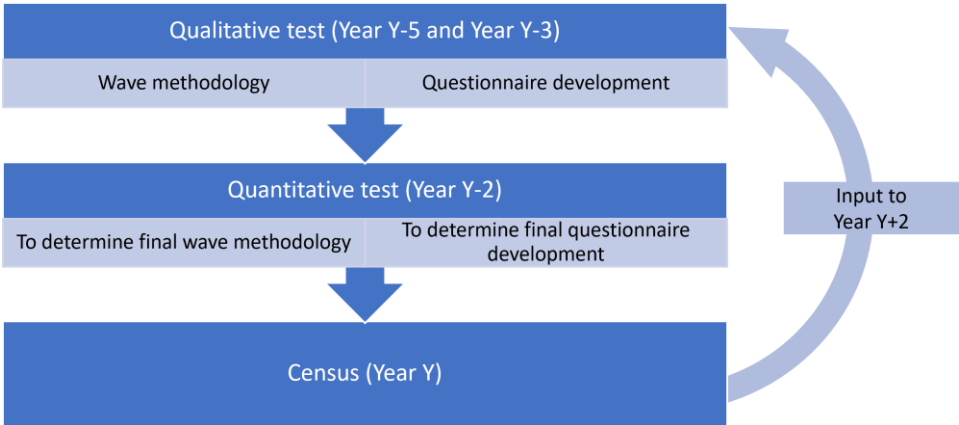 Qualitative test (Year Y-5 and Year Y-3)
Wave methodology
Questionnaire development
Quantitative test (Year Y-2)
To determine final wave methodology
To determine final questionnaire
development
Input to
Year Y+2
Census (Year Y)